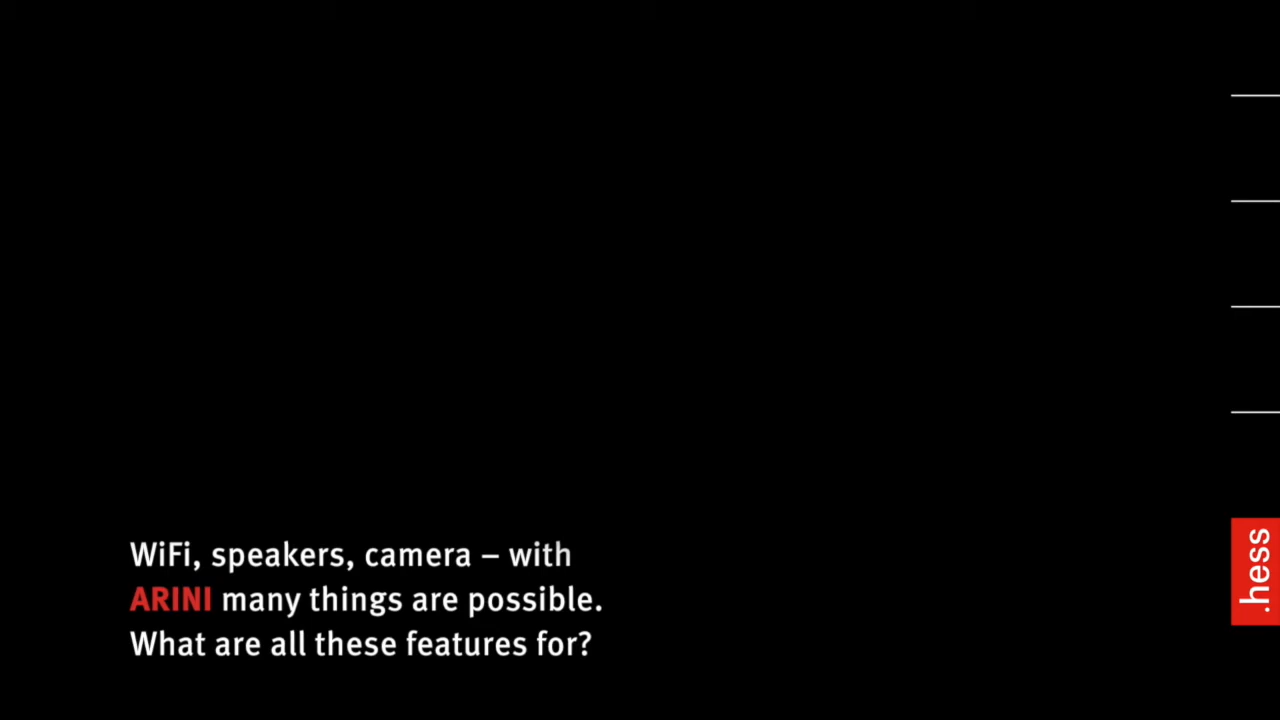 WiFi, speakers, camera – with
ARINI many things are possible.
What are all these features for?
.hess